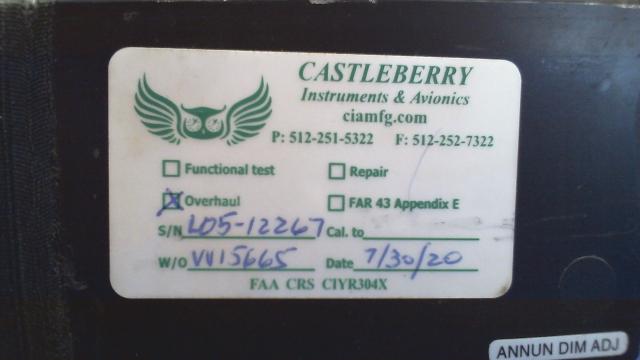 CASTLEBERRY
Instruments & Avionics
ciamfg.com
P: 512-251-5322 F: 512-252-7322
Functional test Repair
Overhaul FAR 43 Appendix E
S/N L05-12267 Cal. to
W/O VV15665 Date 7/30/20
FAA CRS CIYR304X
ANNUN DIM ADJ